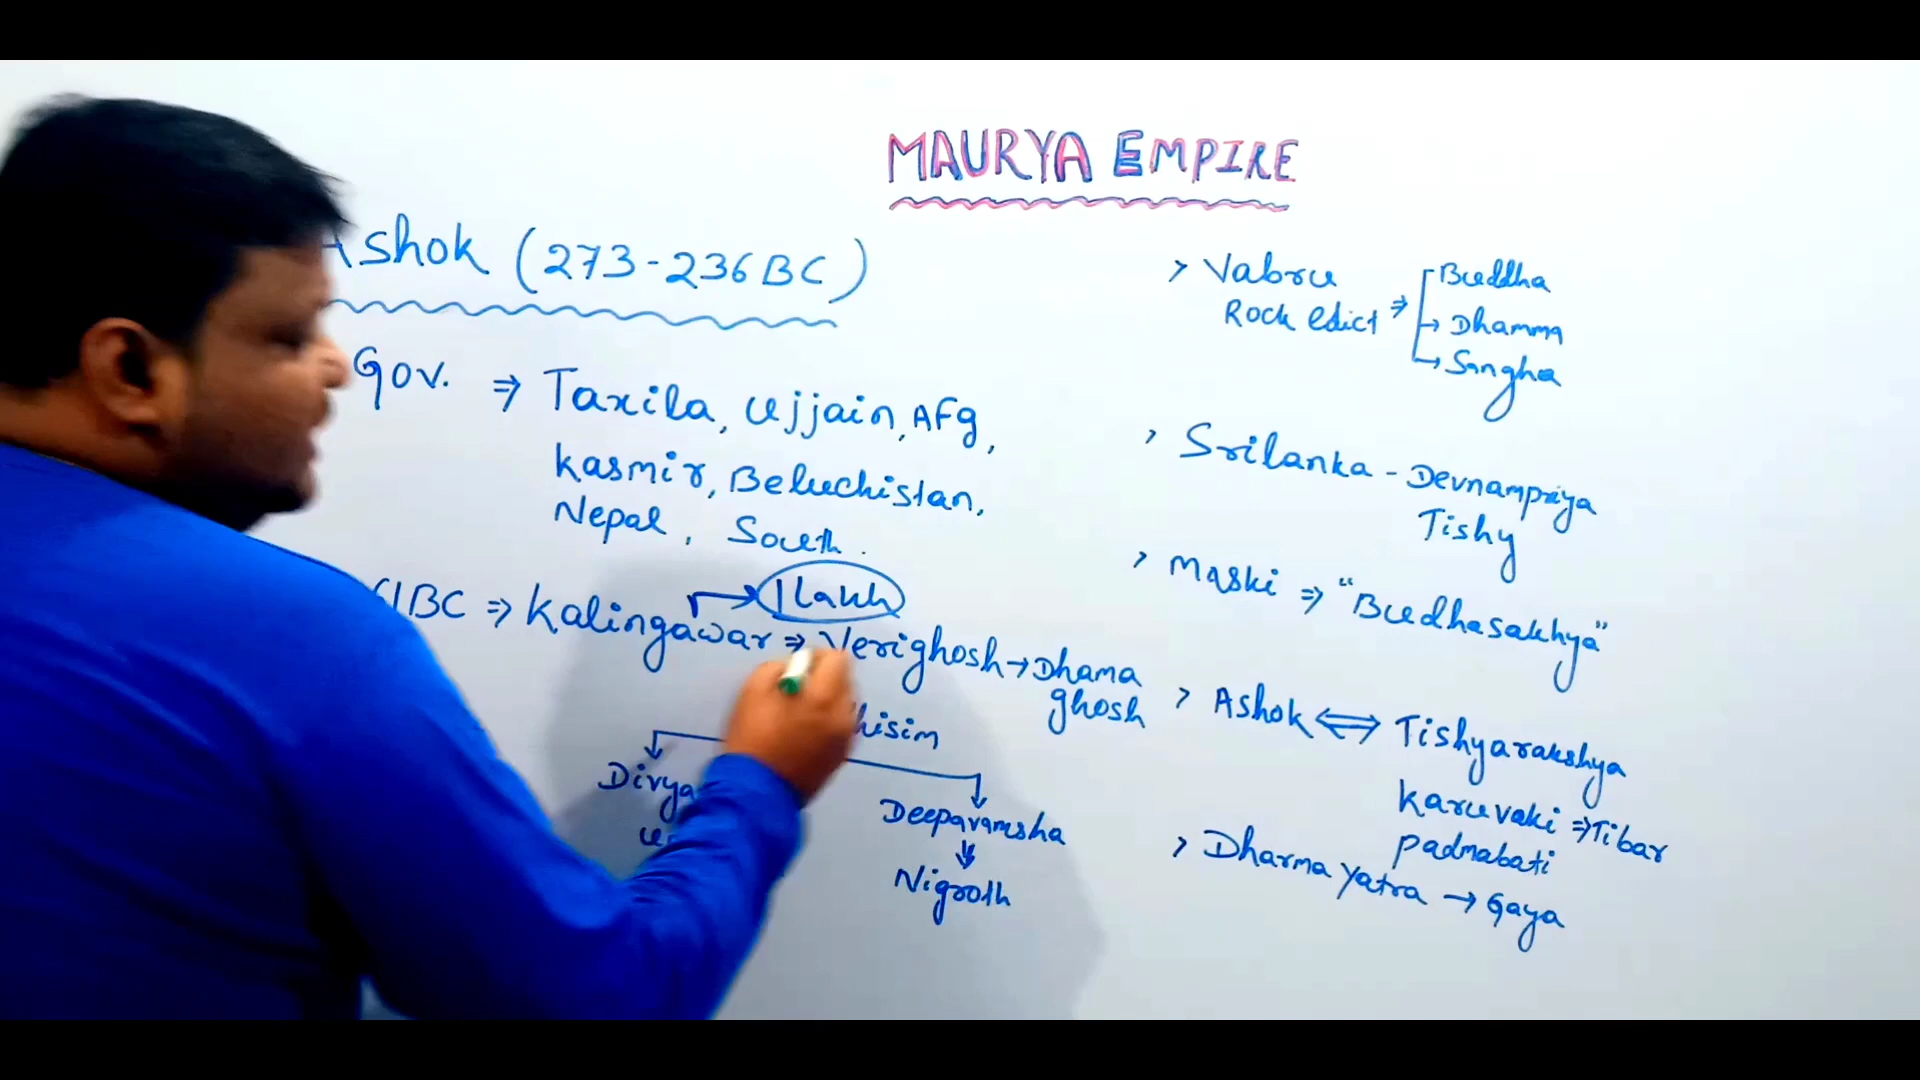 MAURYA EMPIRE
Ashok (273-236 BC)
Gov. ⇒ Taxila, Ujjain, AFg,
Kasmir, Beluchistan,
Nepal, South.
1 Lakh
1BC ⇒ Kalingawar ⇒ Verighosh → Dhama
ghosh
hisim
Divya
Deepavamsha
Nigroth
> Vabru
Rock edict ⇒
Buddha
→ Dhamma
→ Sangha
> Srilanka - Devnampriya
Tishy
> Maski ⇒ "Budhasakhya"
> Ashok ⇔ Tishyarakshya
Karuvaki ⇒ Tibar
Padmabati
> Dharma Yatra → Gaya